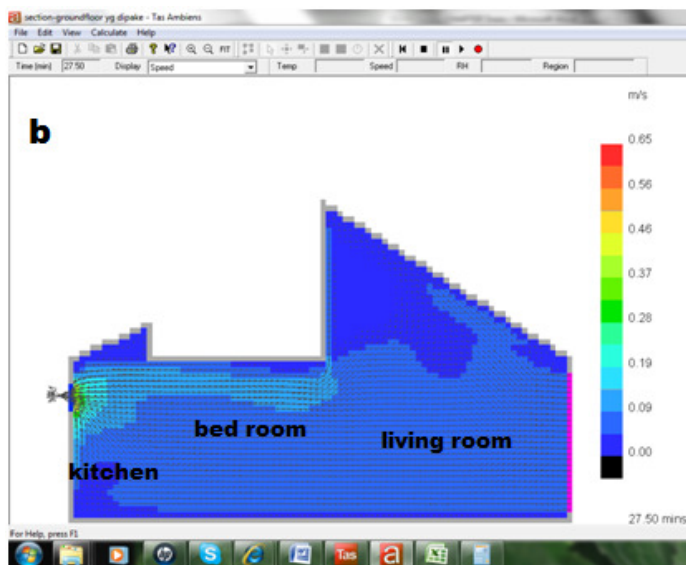 section-groundfloor yg dipake - Tas Ambiens
File Edit View Calculate Help
FIT
Time (min) 27.50 Display Speed Temp Speed RH Region
m/s
b
0.65
0.56
0.46
0.37
0.28
0.19
0.09
0.00
bed room
living room
kitchen
27.50 mins
For Help, press F1
Tas
a